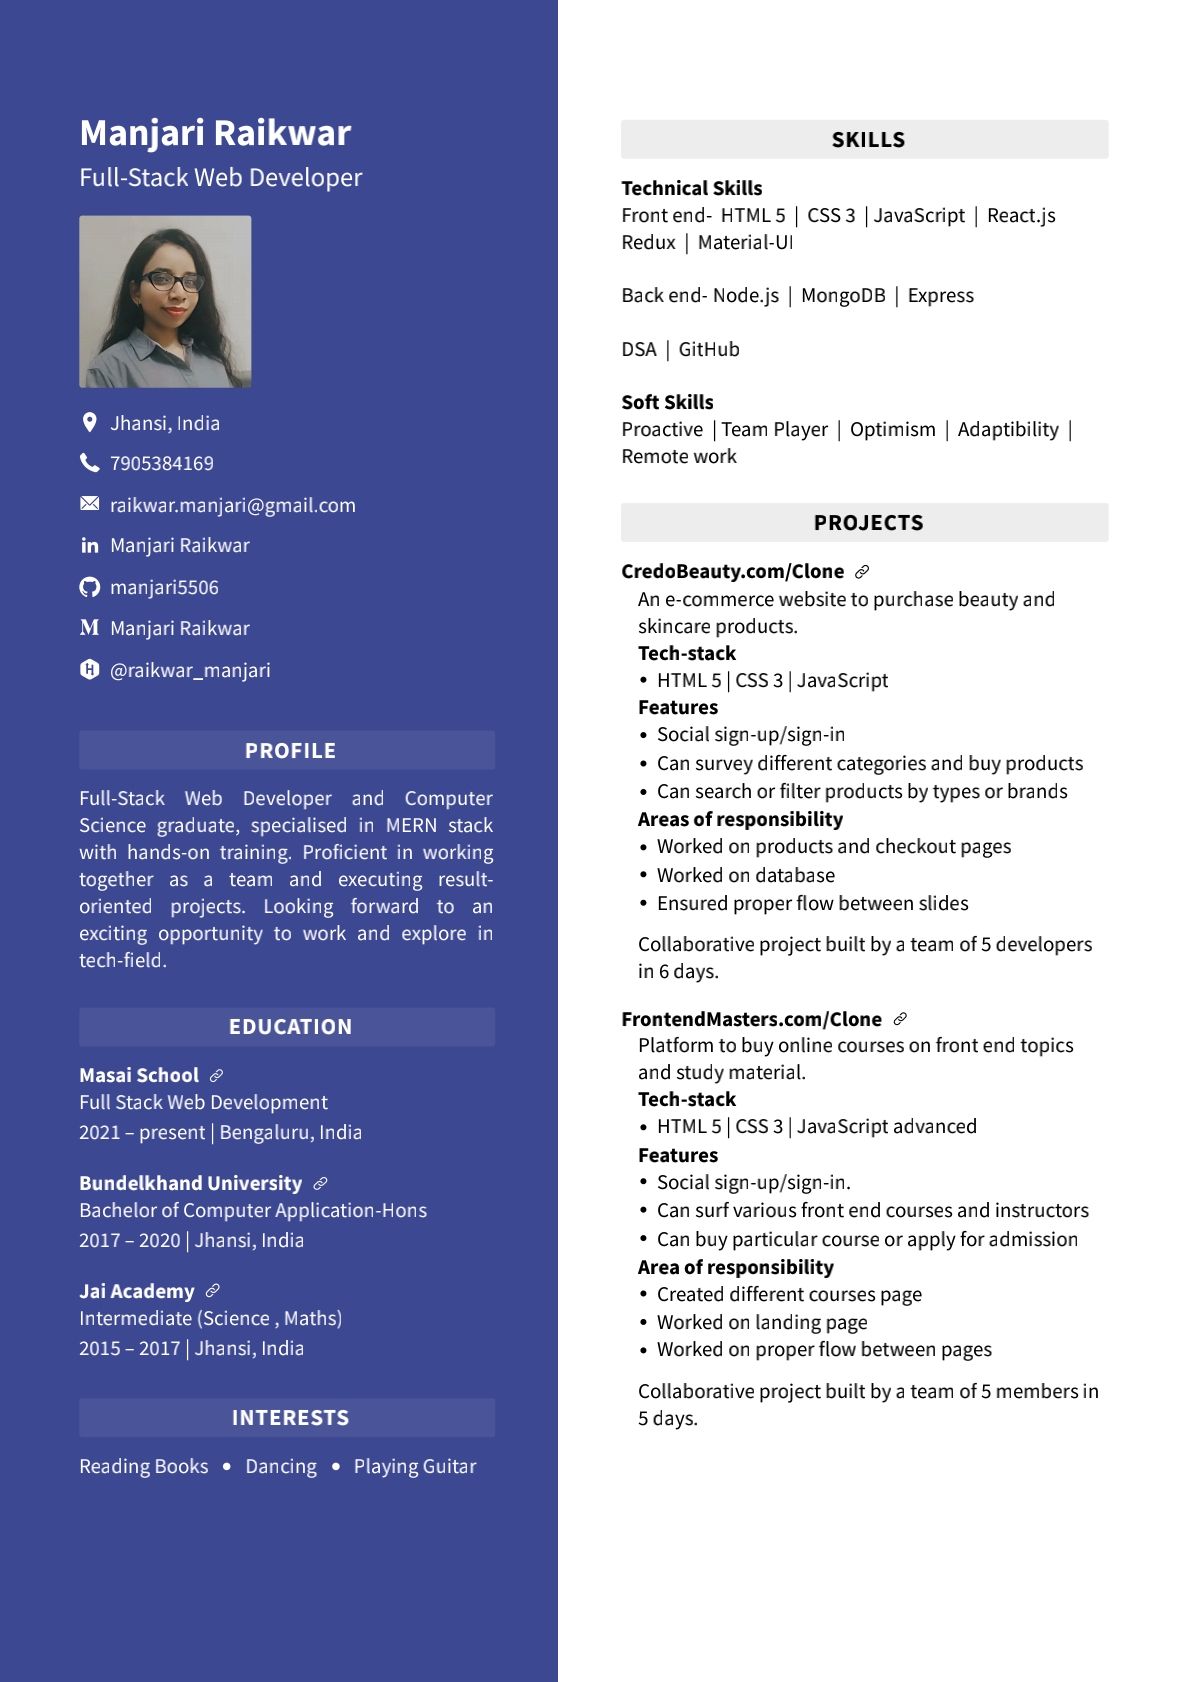 Manjari Raikwar
Full-Stack Web Developer
Jhansi, India
7905384169
raikwar.manjari@gmail.com
in Manjari Raikwar
manjari5506
M Manjari Raikwar
H @raikwar_manjari
PROFILE
Full-Stack Web Developer and Computer
Science graduate, specialised in MERN stack
with hands-on training. Proficient in working
together as a team and executing result-
oriented projects. Looking forward to an
exciting opportunity to work and explore in
tech-field.
EDUCATION
Masai School
Full Stack Web Development
2021 – present | Bengaluru, India
Bundelkhand University
Bachelor of Computer Application-Hons
2017 – 2020 | Jhansi, India
Jai Academy
Intermediate (Science , Maths)
2015 – 2017 | Jhansi, India
INTERESTS
Reading Books • Dancing • Playing Guitar
SKILLS
Technical Skills
Front end- HTML 5 | CSS 3 | JavaScript | React.js
Redux | Material-UI
Back end- Node.js | MongoDB | Express
DSA | GitHub
Soft Skills
Proactive | Team Player | Optimism | Adaptibility |
Remote work
PROJECTS
CredoBeauty.com/Clone
An e-commerce website to purchase beauty and
skincare products.
Tech-stack
• HTML 5 | CSS 3 | JavaScript
Features
• Social sign-up/sign-in
• Can survey different categories and buy products
• Can search or filter products by types or brands
Areas of responsibility
• Worked on products and checkout pages
• Worked on database
• Ensured proper flow between slides
Collaborative project built by a team of 5 developers
in 6 days.
FrontendMasters.com/Clone
Platform to buy online courses on front end topics
and study material.
Tech-stack
• HTML 5 | CSS 3 | JavaScript advanced
Features
• Social sign-up/sign-in.
• Can surf various front end courses and instructors
• Can buy particular course or apply for admission
Area of responsibility
• Created different courses page
• Worked on landing page
• Worked on proper flow between pages
Collaborative project built by a team of 5 members in
5 days.